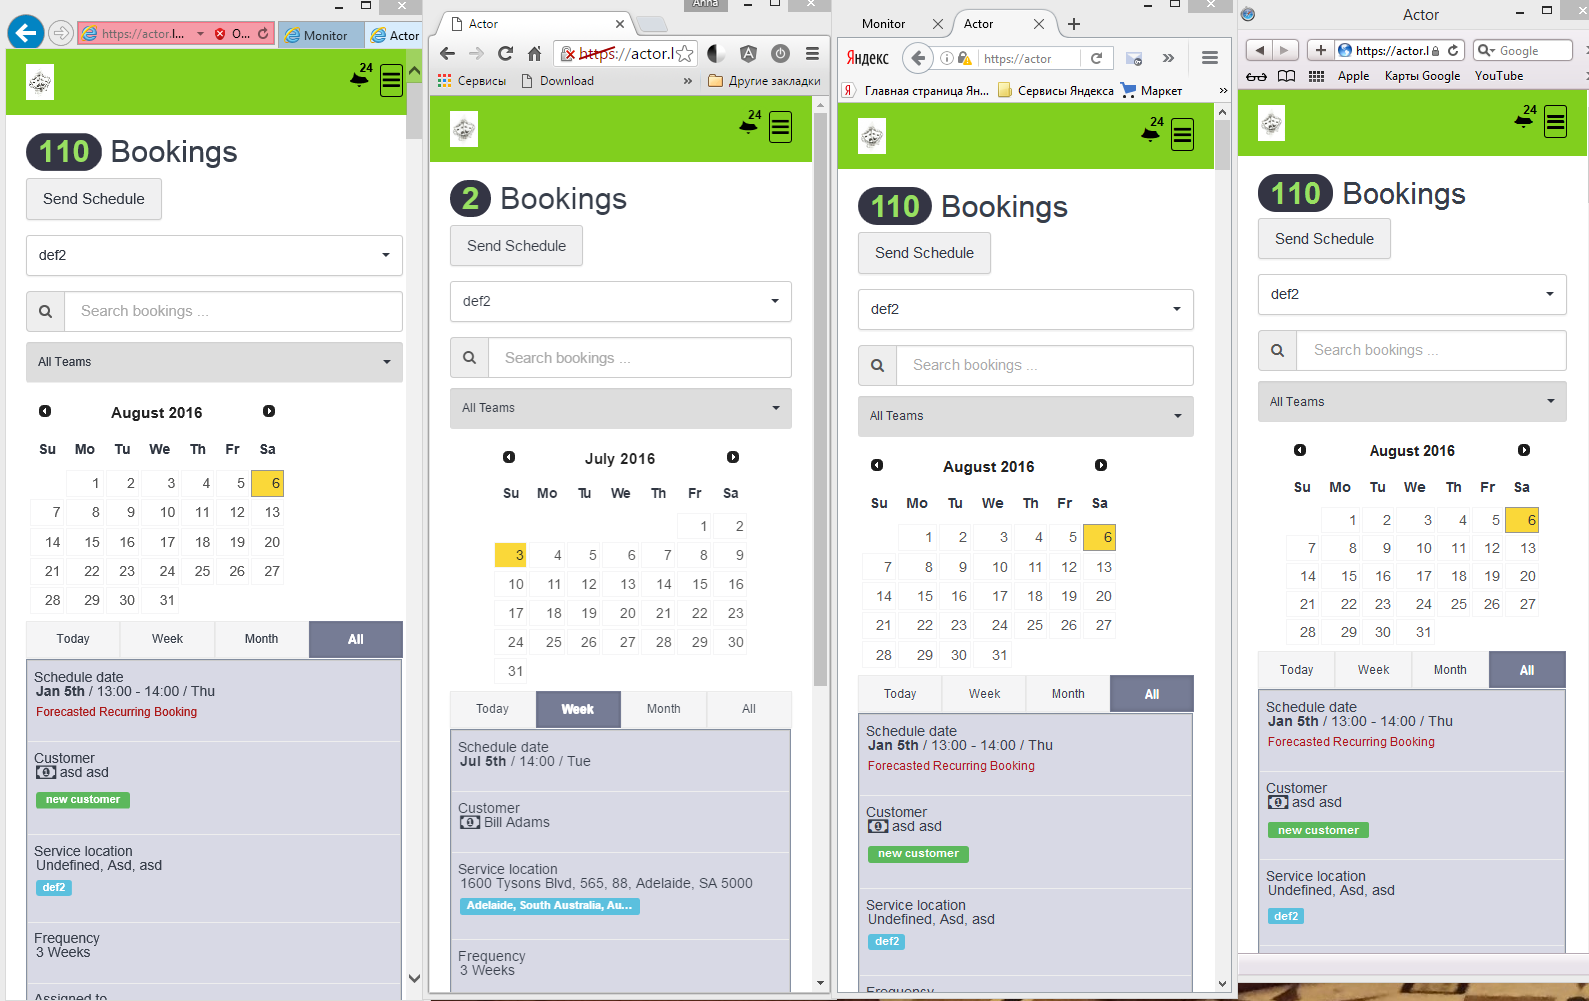 https://actor.l...
O...
Monitor
Actor
24
110 Bookings
Send Schedule
def2
Search bookings ...
All Teams
August 2016
Su Mo Tu We Th Fr Sa
1 2 3 4 5 6
7 8 9 10 11 12 13
14 15 16 17 18 19 20
21 22 23 24 25 26 27
28 29 30 31
Today Week Month All
Schedule date
Jan 5th / 13:00 - 14:00 / Thu
Forecasted Recurring Booking
Customer
asd asd
new customer
Service location
Undefined, Asd, asd
def2
Frequency
3 Weeks
Assigned to
Anna
Actor
https://actor.l
Сервисы Download » Другие закладки
24
2 Bookings
Send Schedule
def2
Search bookings ...
All Teams
July 2016
Su Mo Tu We Th Fr Sa
1 2
3 4 5 6 7 8 9
10 11 12 13 14 15 16
17 18 19 20 21 22 23
24 25 26 27 28 29 30
31
Today Week Month All
Schedule date
Jul 5th / 14:00 / Tue
Customer
Bill Adams
Service location
1600 Tysons Blvd, 565, 88, Adelaide, SA 5000
Adelaide, South Australia, Au...
Frequency
3 Weeks
Monitor Actor
Яндекс https://actor »
Главная страница Ян... Сервисы Яндекса Маркет »
24
110 Bookings
Send Schedule
def2
Search bookings ...
All Teams
August 2016
Su Mo Tu We Th Fr Sa
1 2 3 4 5 6
7 8 9 10 11 12 13
14 15 16 17 18 19 20
21 22 23 24 25 26 27
28 29 30 31
Today Week Month All
Schedule date
Jan 5th / 13:00 - 14:00 / Thu
Forecasted Recurring Booking
Customer
asd asd
new customer
Service location
Undefined, Asd, asd
def2
Frequency
Actor
https://actor.l Google
Apple Карты Google YouTube
24
110 Bookings
Send Schedule
def2
Search bookings ...
All Teams
August 2016
Su Mo Tu We Th Fr Sa
1 2 3 4 5 6
7 8 9 10 11 12 13
14 15 16 17 18 19 20
21 22 23 24 25 26 27
28 29 30 31
Today Week Month All
Schedule date
Jan 5th / 13:00 - 14:00 / Thu
Forecasted Recurring Booking
Customer
asd asd
new customer
Service location
Undefined, Asd, asd
def2